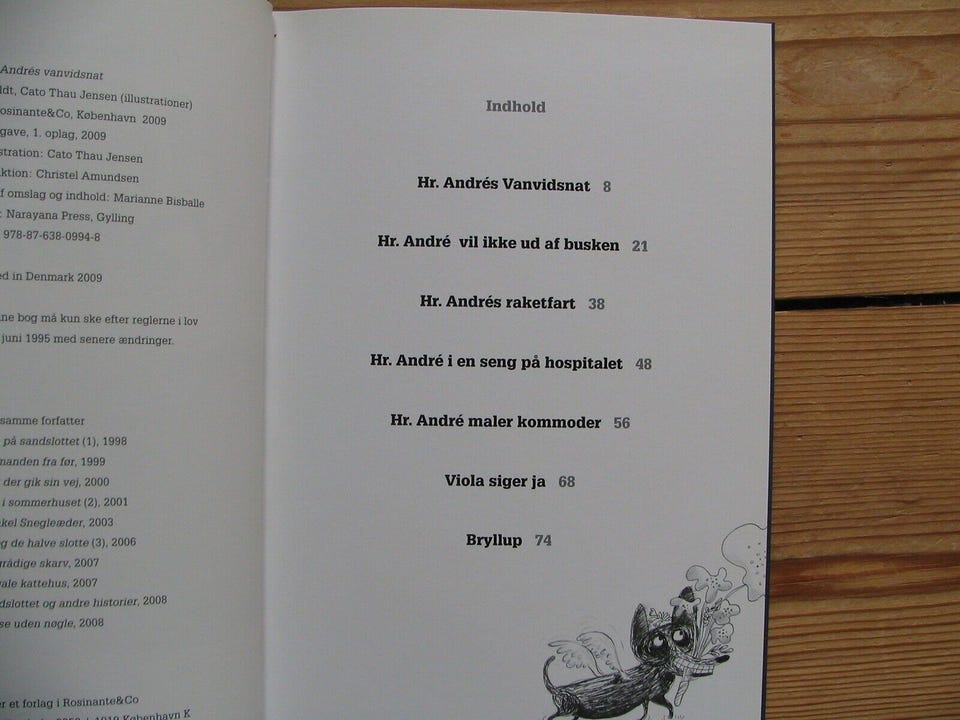 Andrés vanvidsnat
ldt, Cato Thau Jensen (illustrationer)
osinante&Co, København 2009
gave, 1. oplag, 2009
stration: Cato Thau Jensen
ktion: Christel Amundsen
f omslag og indhold: Marianne Bisballe
: Narayana Press, Gylling
978-87-638-0994-8
ed in Denmark 2009
ne bog må kun ske efter reglerne i lov
juni 1995 med senere ændringer.
samme forfatter
på sandslottet (1), 1998
manden fra før, 1999
der gik sin vej, 2000
i sommerhuset (2), 2001
kel Snegleæder, 2003
g de halve slotte (3), 2006
grådige skarv, 2007
vale kattehus, 2007
dslottet og andre historier, 2008
se uden nøgle, 2008
er et forlag i Rosinante&Co
København K
Indhold
Hr. Andrés Vanvidsnat 8
Hr. André vil ikke ud af busken 21
Hr. Andrés raketfart 38
Hr. André i en seng på hospitalet 48
Hr. André maler kommoder 56
Viola siger ja 68
Bryllup 74